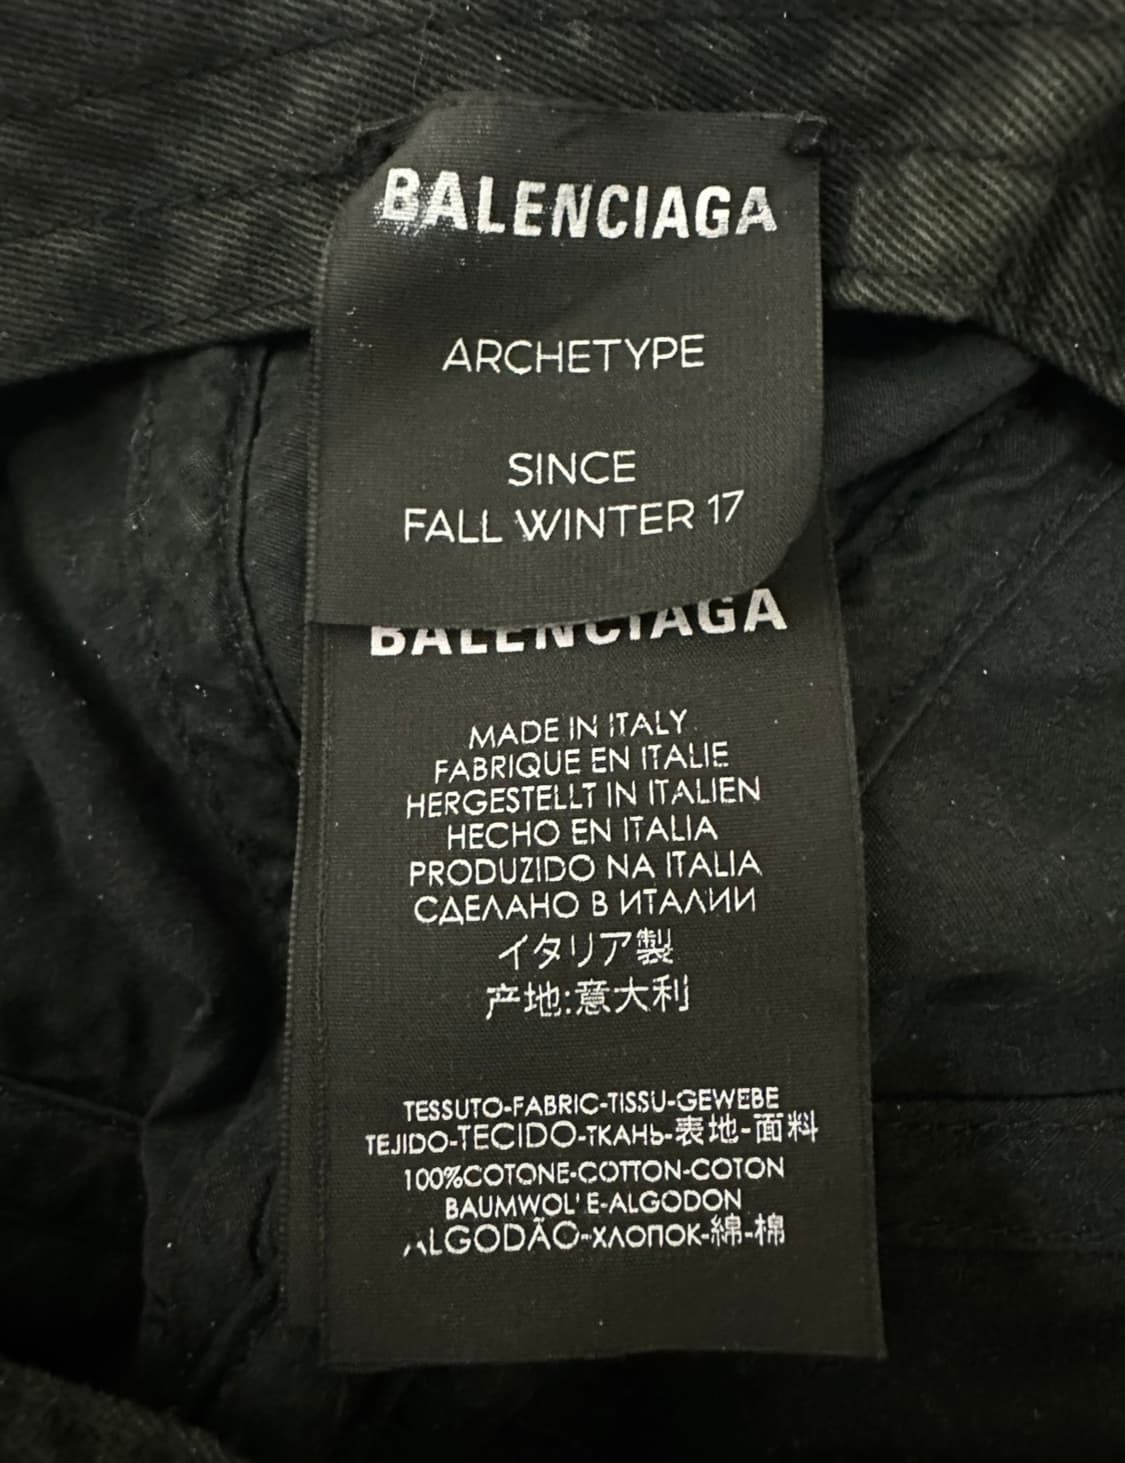 BALENCIAGA
ARCHETYPE
SINCE
FALL WINTER 17
BALENCIAGA
MADE IN ITALY
FABRIQUE EN ITALIE
HERGESTELLT IN ITALIEN
HECHO EN ITALIA
PRODUZIDO NA ITALIA
СДЕЛАНО В ИТАЛИИ
イタリア製
产地:意大利
TESSUTO-FABRIC-TISSU-GEWEBE
TEJIDO-TECIDO-ТКАНЬ-表地-面料
100%COTONE-COTTON-COTON
BAUMWOL'E-ALGODON
ALGODÃO-ХЛОПОК-綿-棉